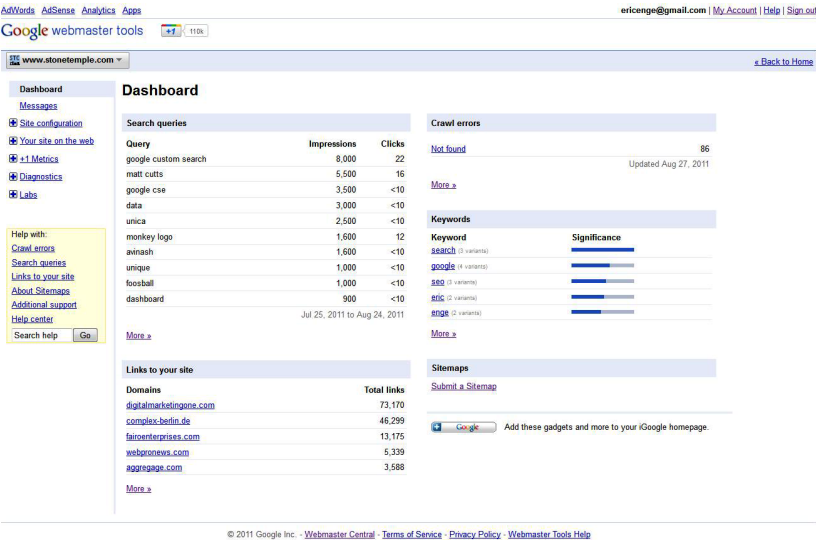 AdWords AdSense Analytics Apps
ericenge@gmail.com | My Account | Help | Sign out
Google webmaster tools +1 110k
www.stonetemple.com
« Back to Home
Dashboard
Messages
Site configuration
Your site on the web
+1 Metrics
Diagnostics
Labs
Help with:
Crawl errors
Search queries
Links to your site
About Sitemaps
Additional support
Help center
Search help Go
Dashboard
Search queries
Query Impressions Clicks
google custom search 8,000 22
matt cutts 5,500 16
google cse 3,500 <10
data 3,000 <10
unica 2,500 <10
monkey logo 1,600 12
avinash 1,600 <10
unique 1,000 <10
foosball 1,000 <10
dashboard 900 <10
Jul 25, 2011 to Aug 24, 2011
More »
Links to your site
Domains Total links
digitalmarketingone.com 73,170
complex-berlin.de 46,299
fairoenterprises.com 13,175
webpronews.com 5,339
aggregage.com 3,588
More »
Crawl errors
Not found 86
Updated Aug 27, 2011
More »
Keywords
Keyword Significance
search (3 variants)
google (4 variants)
seo (3 variants)
eric (2 variants)
enge (2 variants)
More »
Sitemaps
Submit a Sitemap
Google Add these gadgets and more to your iGoogle homepage.
© 2011 Google Inc. - Webmaster Central - Terms of Service - Privacy Policy - Webmaster Tools Help